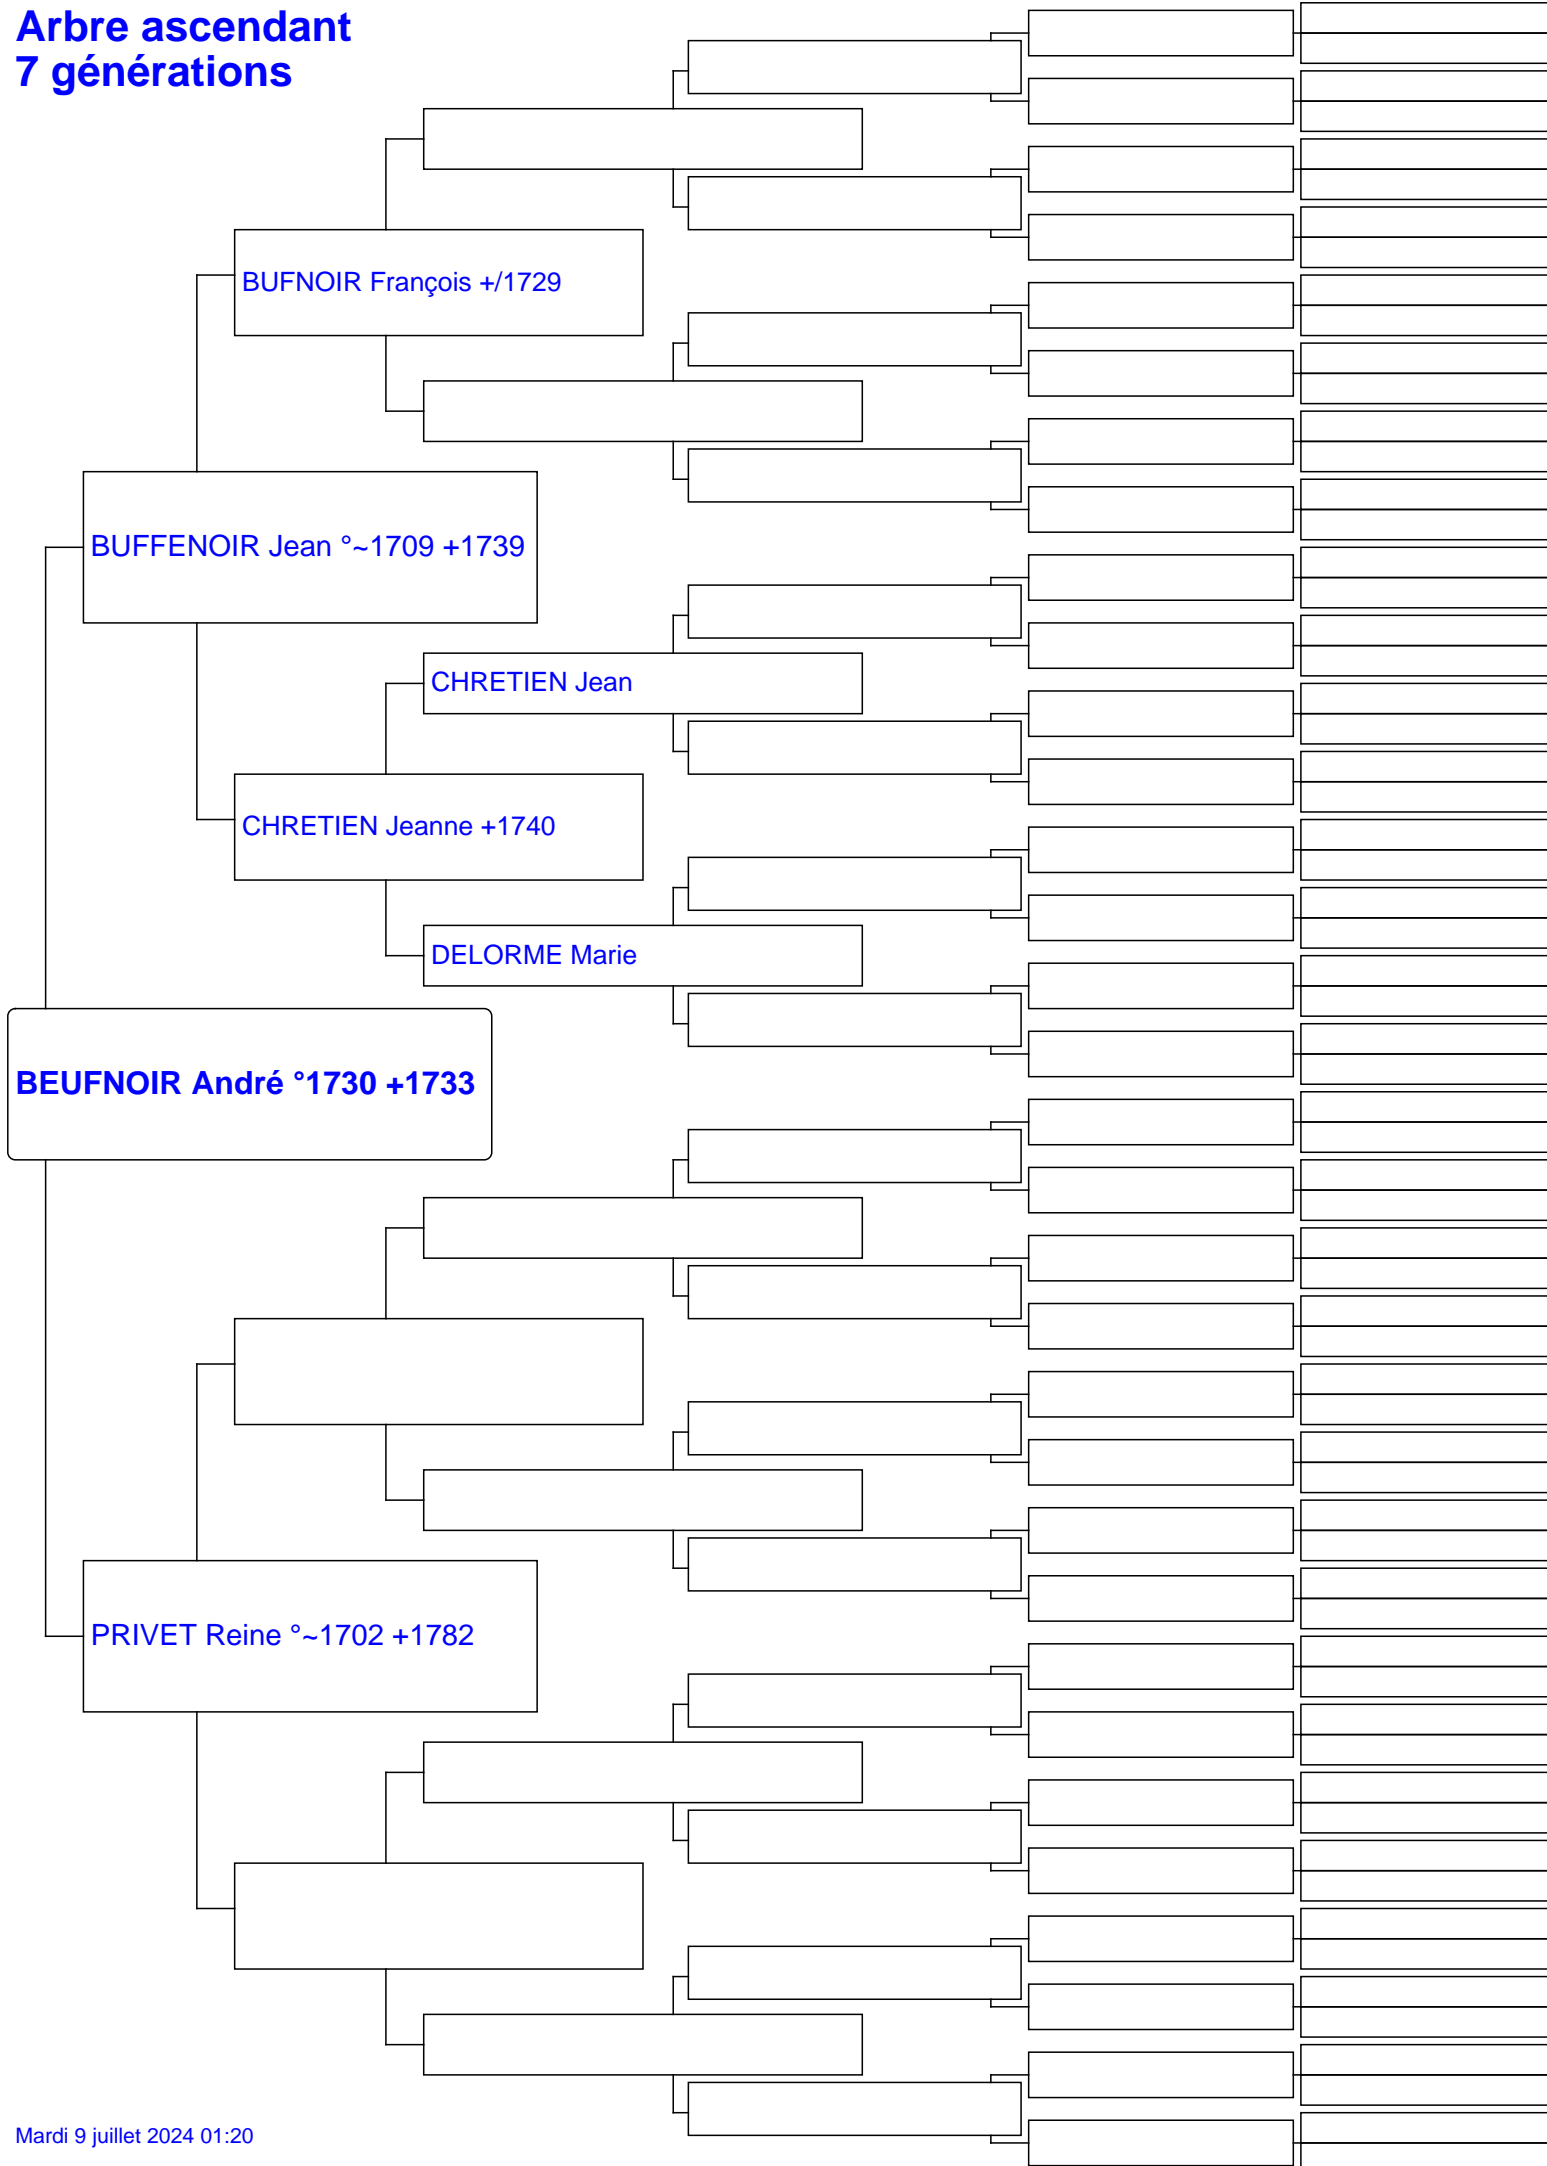 Arbre ascendant
7 générations
BUFNOIR François +/1729
BUFFENOIR Jean °~1709 +1739
CHRETIEN Jean
CHRETIEN Jeanne +1740
DELORME Marie
BEUFNOIR André °1730 +1733
PRIVET Reine °~1702 +1782
Mardi 9 juillet 2024 01:20